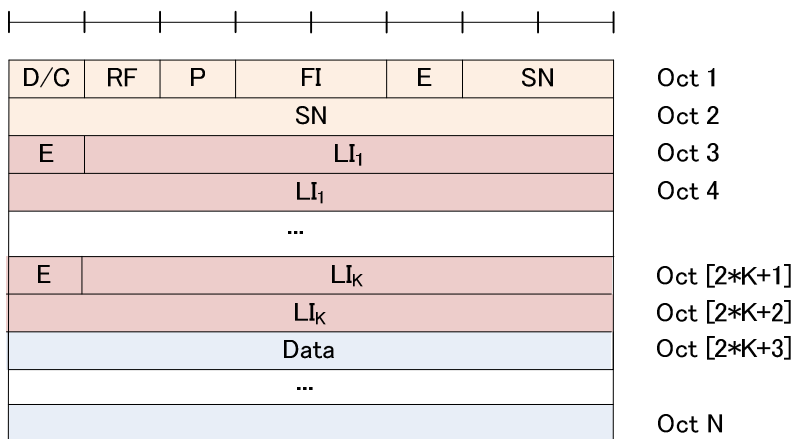 D/C RF P FI E SN Oct 1
SN Oct 2
E LI₁ Oct 3
LI₁ Oct 4
...
E LIK Oct [2*K+1]
LIK Oct [2*K+2]
Data Oct [2*K+3]
...
Oct N